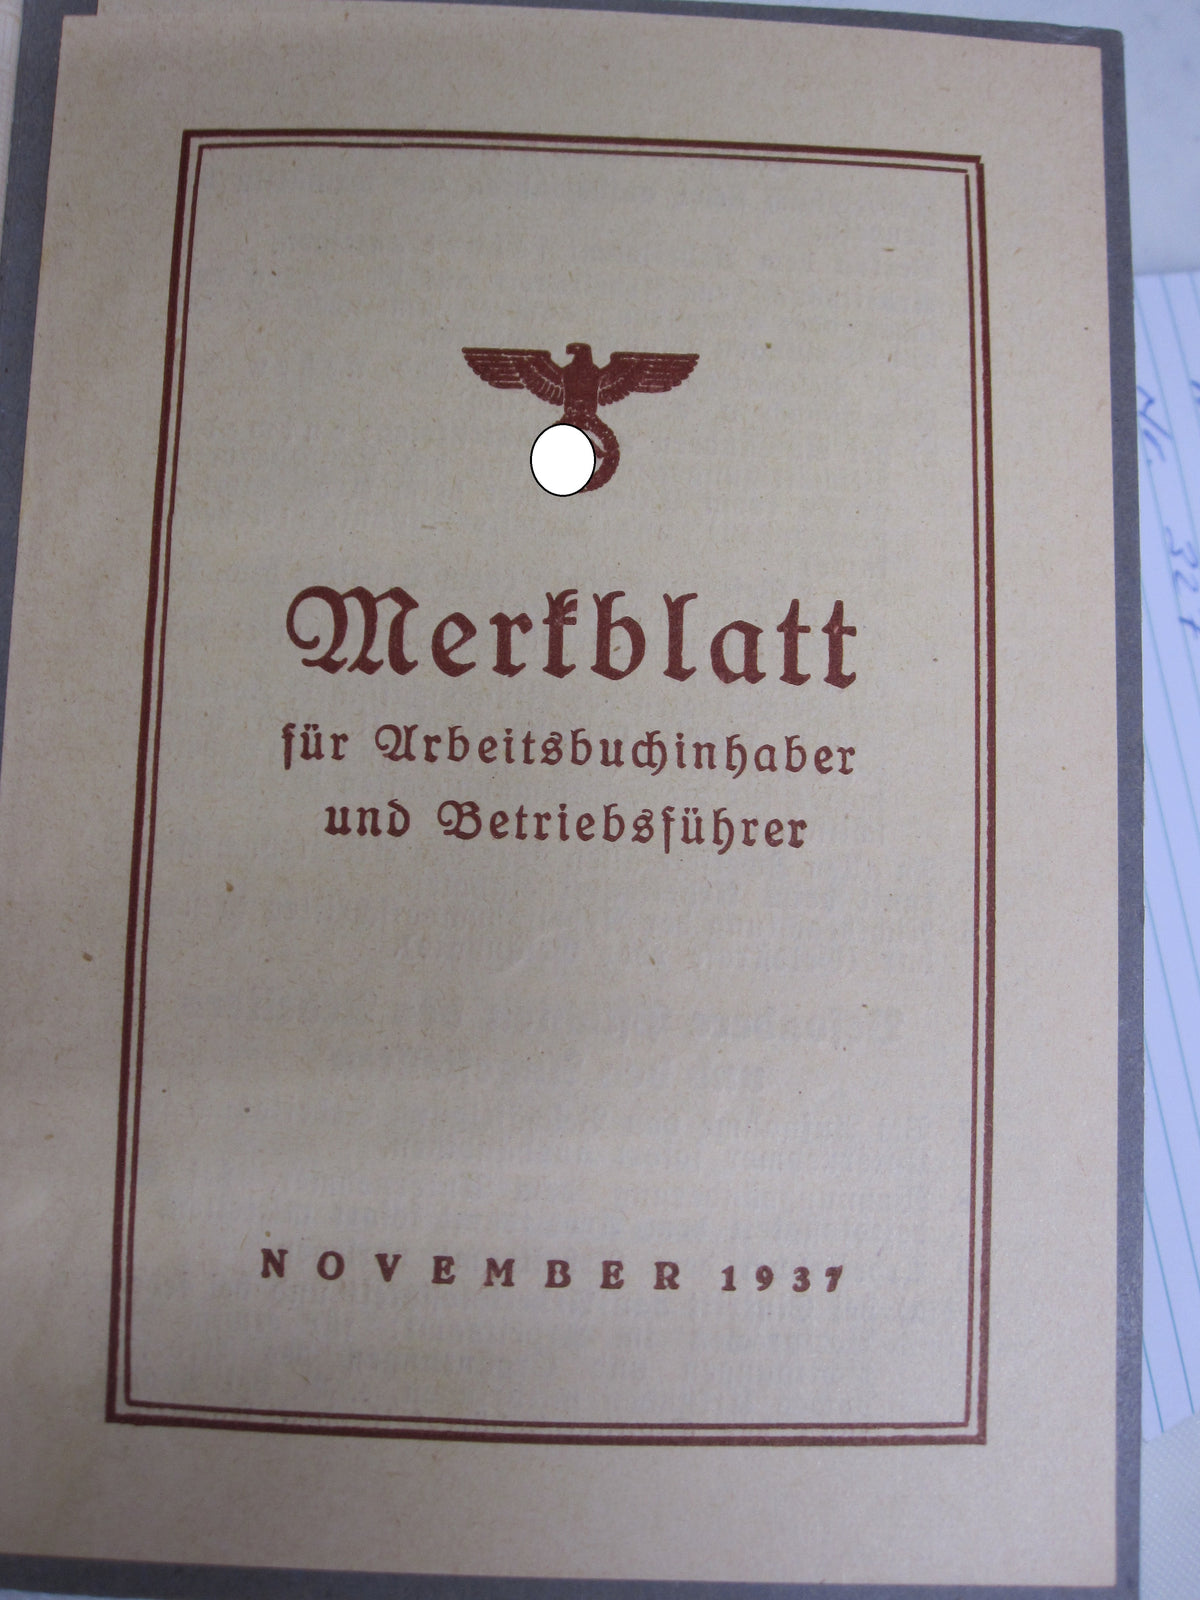 Merkblatt
für Arbeitsbuchinhaber
und Betriebsführer
NOVEMBER 1937